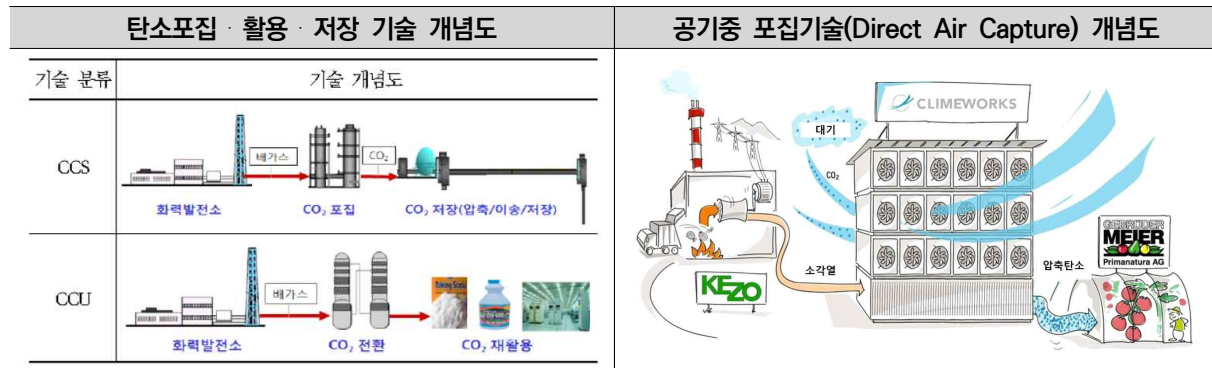 탄소포집 · 활용 · 저장 기술 개념도
기술 분류
기술 개념도
CCS
배가스
CO₂
화력발전소
CO₂ 포집
CO₂ 저장(압축/이송/저장)
CCU
배가스
화력발전소
CO₂ 전환
CO₂ 재활용
공기중 포집기술(Direct Air Capture) 개념도
CLIMEWORKS
대기
CO₂
소각열
KEZO
GEBRÜDER
MEIER
Primanatura AG
압축탄소